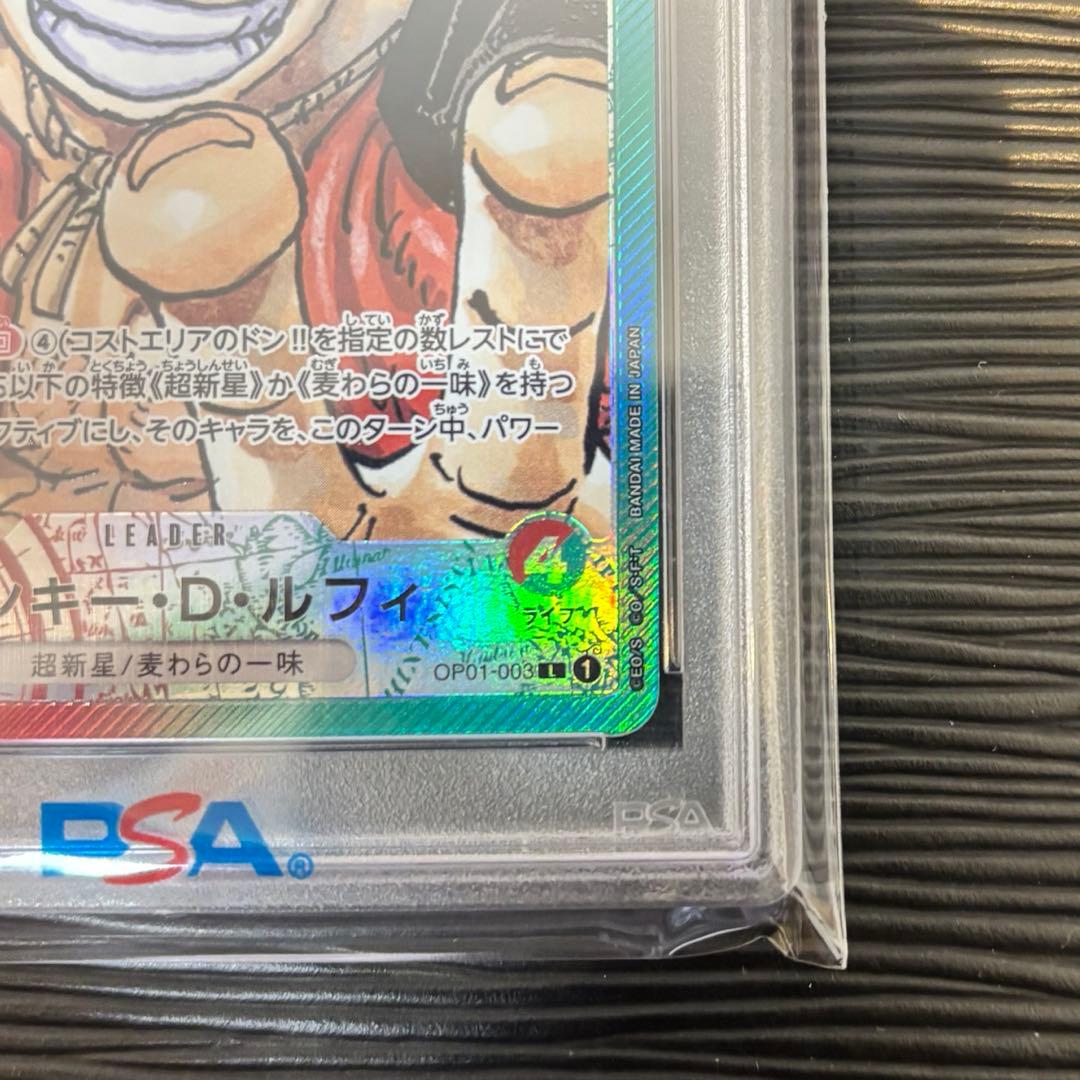 ④(コストエリアのドン!!を指定の数レストにで
以下の特徴《超新星》か《麦わらの一味》を持つ
クティブにし、そのキャラを、このターン中、パワー
LEADER
ンキー・D・ルフィ
4
ライフ
超新星/麦わらの一味
OP01-003 L 1
©EO/S ©O/S・F・T BANDAI MADE IN JAPAN
PSA®
PSA